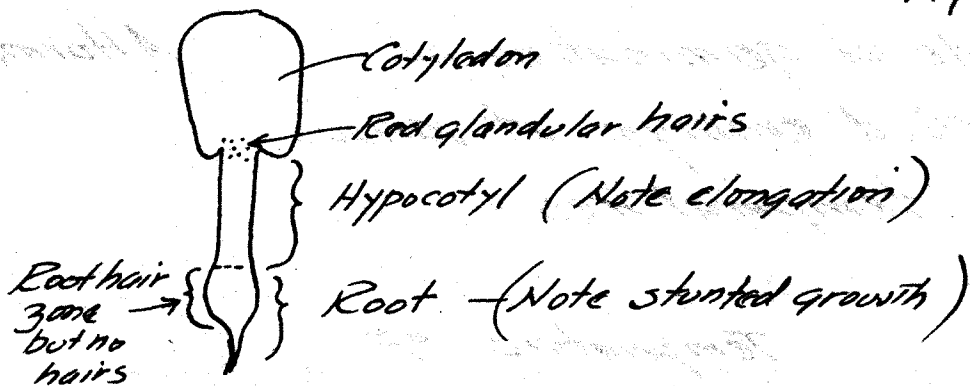 Cotyledon
Red glandular hairs
Hypocotyl (Note elongation)
Root hair
zone
but no
hairs
Root — (Note stunted growth)